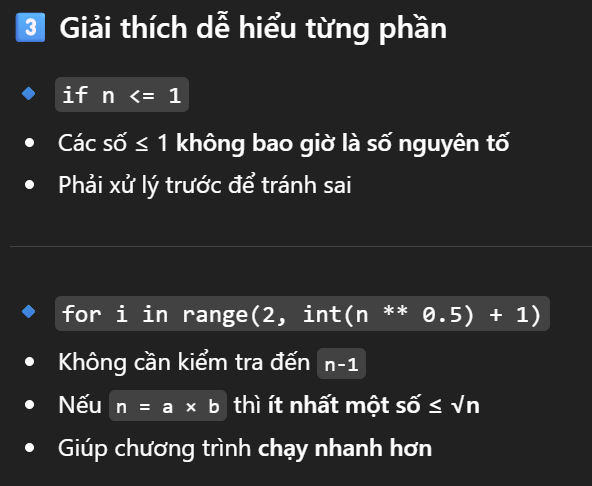 3 Giải thích dễ hiểu từng phần
if n <= 1
Các số ≤ 1 không bao giờ là số nguyên tố
Phải xử lý trước để tránh sai
for i in range(2, int(n ** 0.5) + 1)
Không cần kiểm tra đến n-1
Nếu n = a × b thì ít nhất một số ≤ √n
Giúp chương trình chạy nhanh hơn